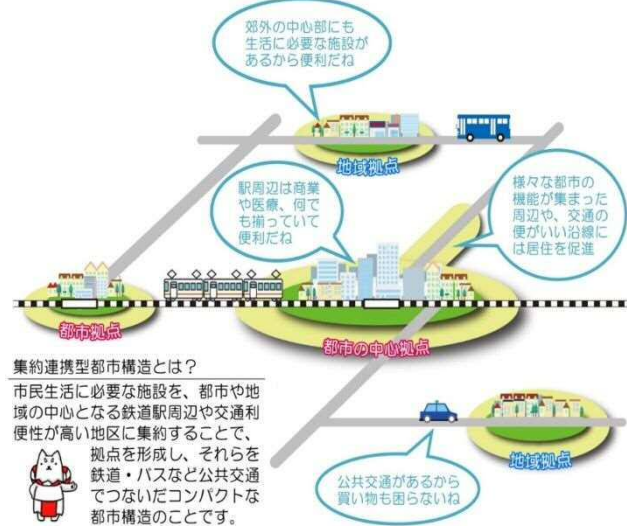 郊外の中心部にも
生活に必要な施設が
あるから便利だね
地域拠点
駅周辺は商業
や医療、何で
も揃っていて
便利だね
様々な都市の
機能が集まった
周辺や、交通の
便がいい沿線に
は居住を促進
都市拠点
都市の中心拠点
集約連携型都市構造とは？
市民生活に必要な施設を、都市や地
域の中心となる鉄道駅周辺や交通利
便性が高い地区に集約することで、
拠点を形成し、それらを
鉄道・バスなど公共交通
でつないだコンパクトな
都市構造のことです。
地域拠点
公共交通があるから
買い物も困らないね